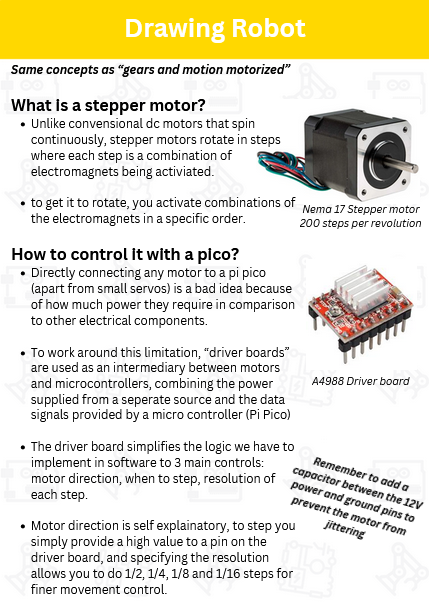 Drawing Robot
Same concepts as “gears and motion motorized”
What is a stepper motor?
• Unlike convensional dc motors that spin
continuously, stepper motors rotate in steps
where each step is a combination of
electromagnets being activiated.
• to get it to rotate, you activate combinations of
the electromagnets in a specific order.
Nema 17 Stepper motor
200 steps per revolution
How to control it with a pico?
• Directly connecting any motor to a pi pico
(apart from small servos) is a bad idea because
of how much power they require in comparison
to other electrical components.
• To work around this limitation, “driver boards”
are used as an intermediary between motors
and microcontrollers, combining the power
supplied from a seperate source and the data
signals provided by a micro controller (Pi Pico)
A4988 Driver board
• The driver board simplifies the logic we have to
implement in software to 3 main controls:
motor direction, when to step, resolution of
each step.
Remember to add a
capacitor between the 12V
power and ground pins to
prevent the motor from
jittering
• Motor direction is self explainatory, to step you
simply provide a high value to a pin on the
driver board, and specifying the resolution
allows you to do 1/2, 1/4, 1/8 and 1/16 steps for
finer movement control.